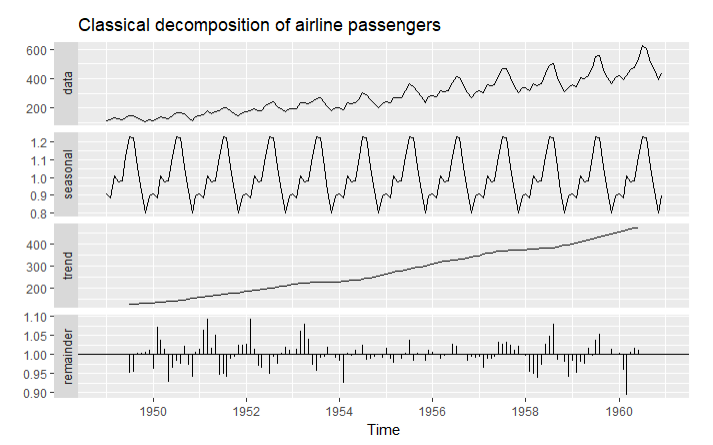 Classical decomposition of airline passengers
600
400
200
data
1.2
1.1
1.0
0.9
0.8
seasonal
400
300
200
trend
1.10
1.05
1.00
0.95
0.90
remainder
1950 1952 1954 1956 1958 1960
Time